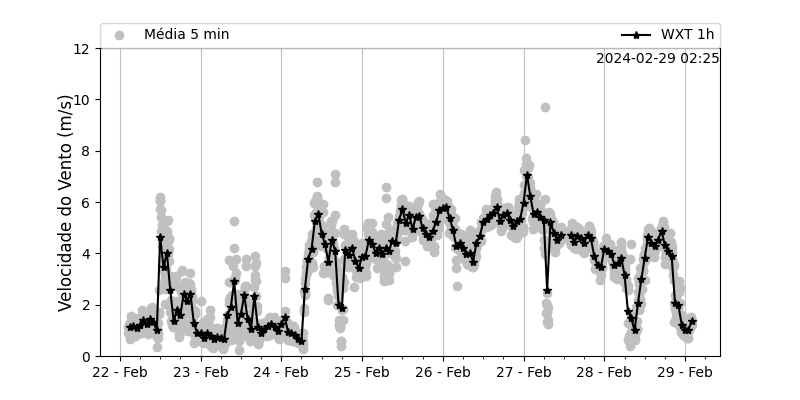 Média 5 min
WXT 1h
2024-02-29 02:25
12
10
8
6
4
2
0
Velocidade do Vento (m/s)
22 - Feb
23 - Feb
24 - Feb
25 - Feb
26 - Feb
27 - Feb
28 - Feb
29 - Feb